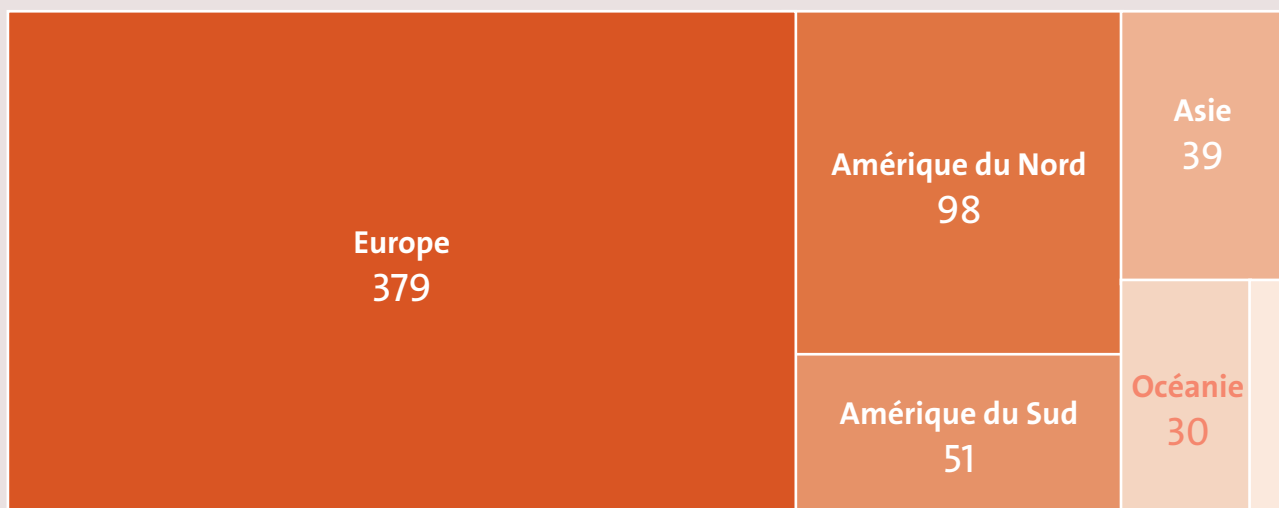 Europe
379
Amérique du Nord
98
Amérique du Sud
51
Asie
39
Océanie
30